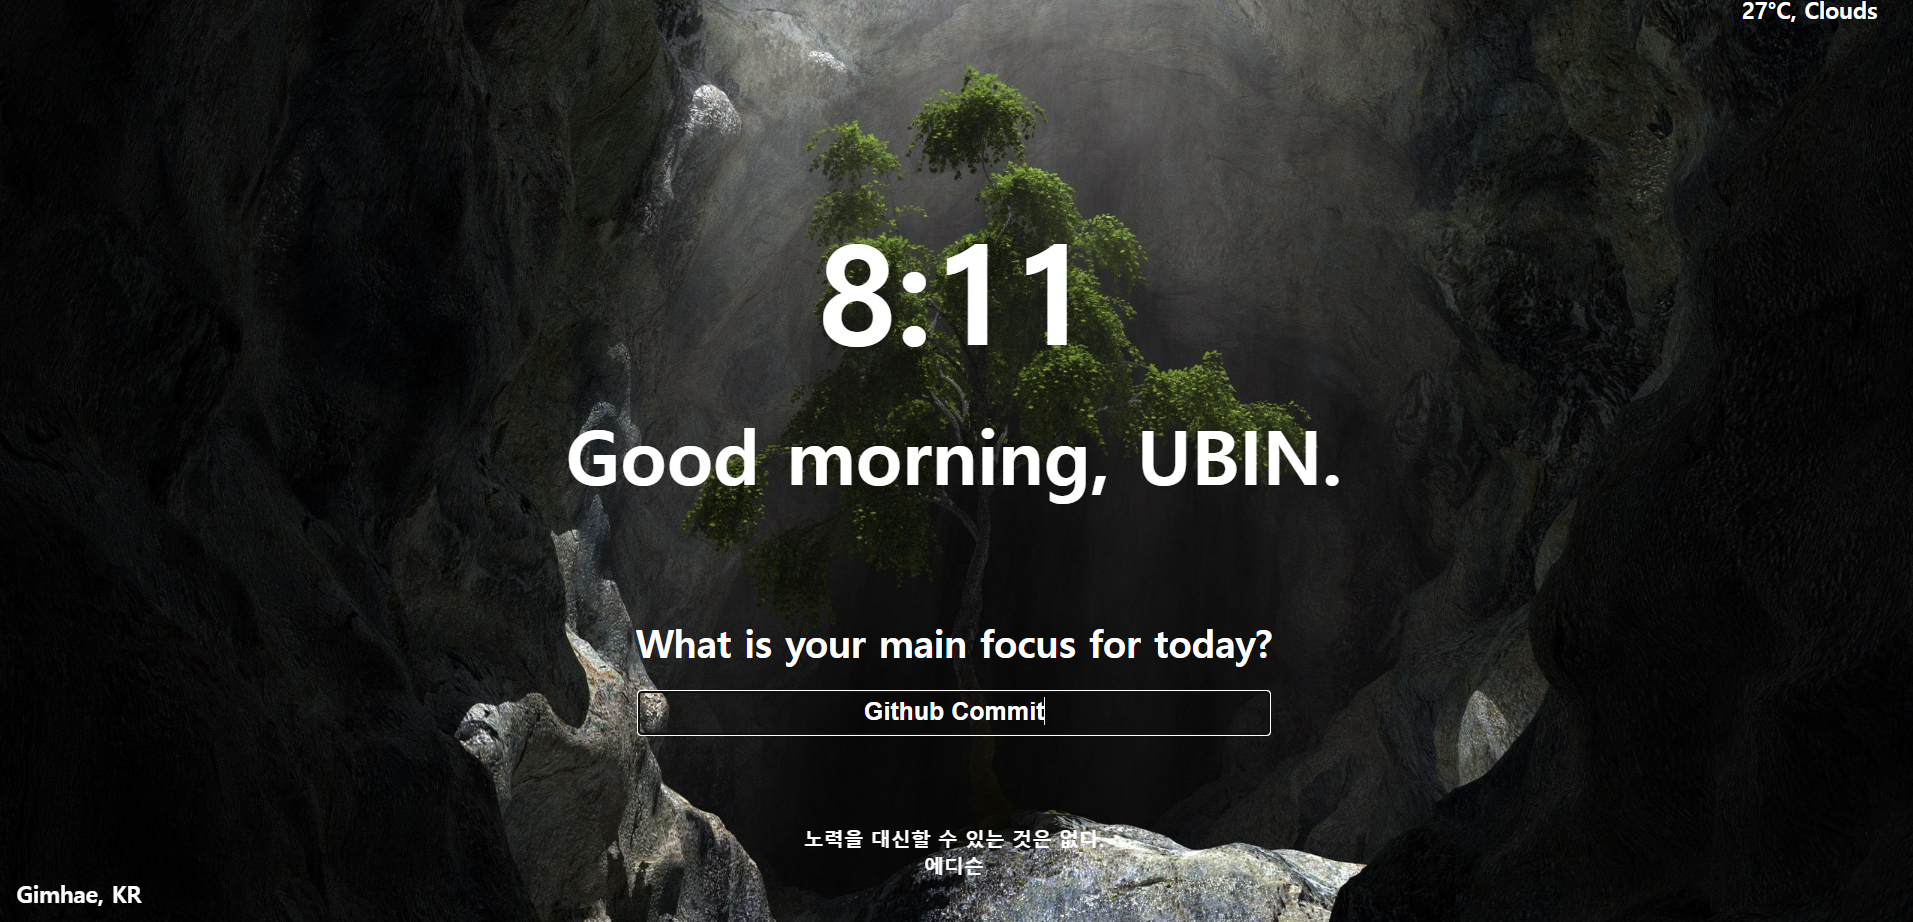 27°C, Clouds
8:11
Good morning, UBIN.
What is your main focus for today?
Github Commit
노력을 대신할 수 있는 것은 없다.
에디슨
Gimhae, KR